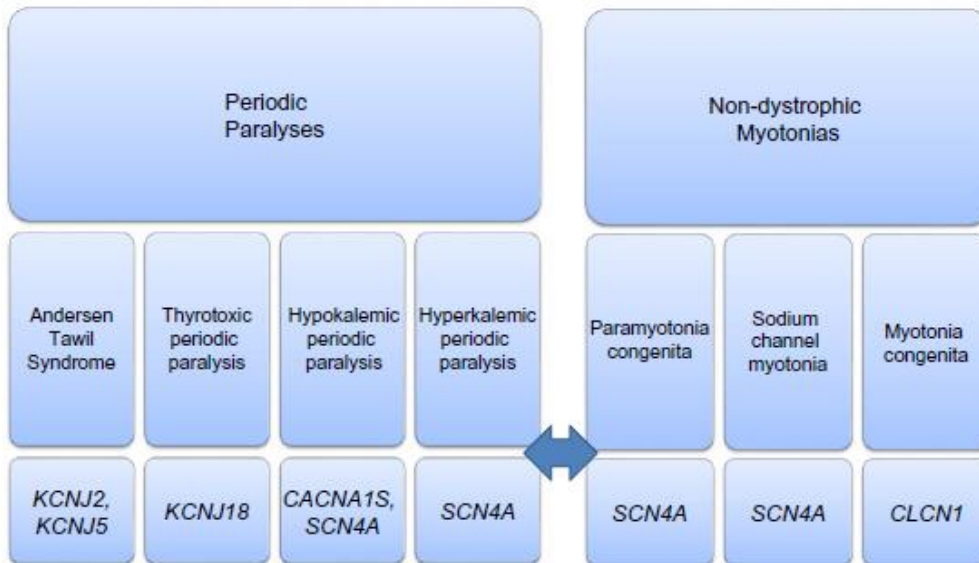 Periodic
Paralyses
Non-dystrophic
Myotonias
Andersen
Tawil
Syndrome
Thyrotoxic
periodic
paralysis
Hypokalemic
periodic
paralysis
Hyperkalemic
periodic
paralysis
Paramyotonia
congenita
Sodium
channel
myotonia
Myotonia
congenita
KCNJ2,
KCNJ5
KCNJ18
CACNA1S,
SCN4A
SCN4A
SCN4A
SCN4A
CLCN1